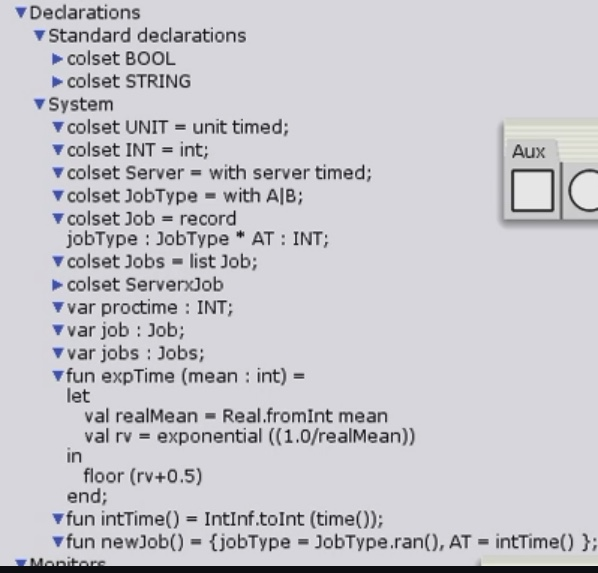 Declarations
Standard declarations
colset BOOL
colset STRING
System
colset UNIT = unit timed;
colset INT = int;
colset Server = with server timed;
colset JobType = with A|B;
colset Job = record
jobType : JobType * AT : INT;
colset Jobs = list Job;
colset ServerxJob
var proctime : INT;
var job : Job;
var jobs : Jobs;
fun expTime (mean : int) =
let
val realMean = Real.fromInt mean
val rv = exponential ((1.0/realMean))
in
floor (rv+0.5)
end;
fun intTime() = IntInf.toInt (time());
fun newJob() = {jobType = JobType.ran(), AT = intTime() };
Monitors
Aux